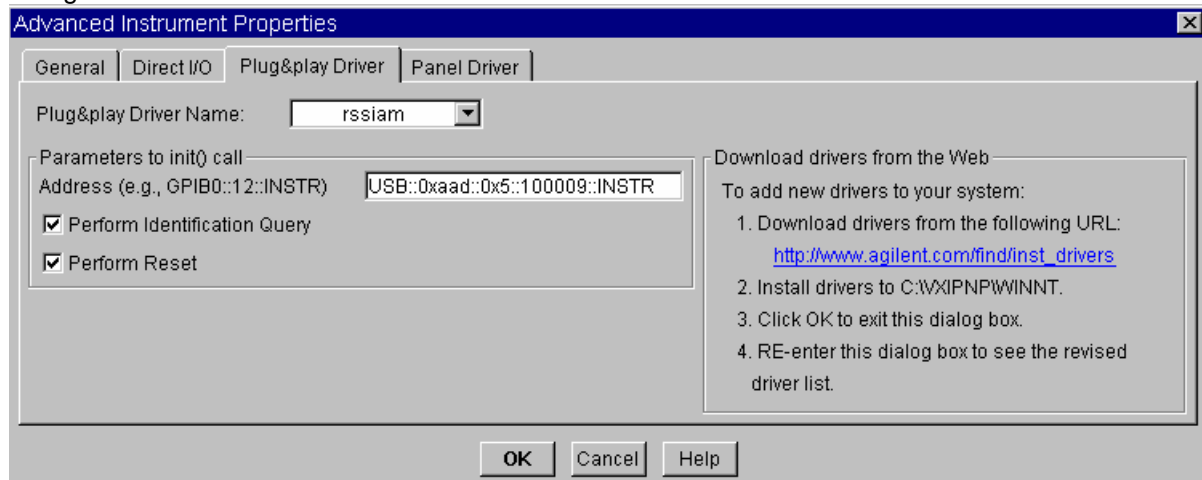 Advanced Instrument Properties
General Direct I/O Plug&play Driver Panel Driver
Plug&play Driver Name: rssiam
Parameters to init() call
Address (e.g., GPIB0::12::INSTR) USB::0xaad::0x5::100009::INSTR
Perform Identification Query
Perform Reset
Download drivers from the Web
To add new drivers to your system:
1. Download drivers from the following URL:
http://www.agilent.com/find/inst_drivers
2. Install drivers to C:\VXIPNP\WINNT.
3. Click OK to exit this dialog box.
4. RE-enter this dialog box to see the revised
driver list.
OK Cancel Help